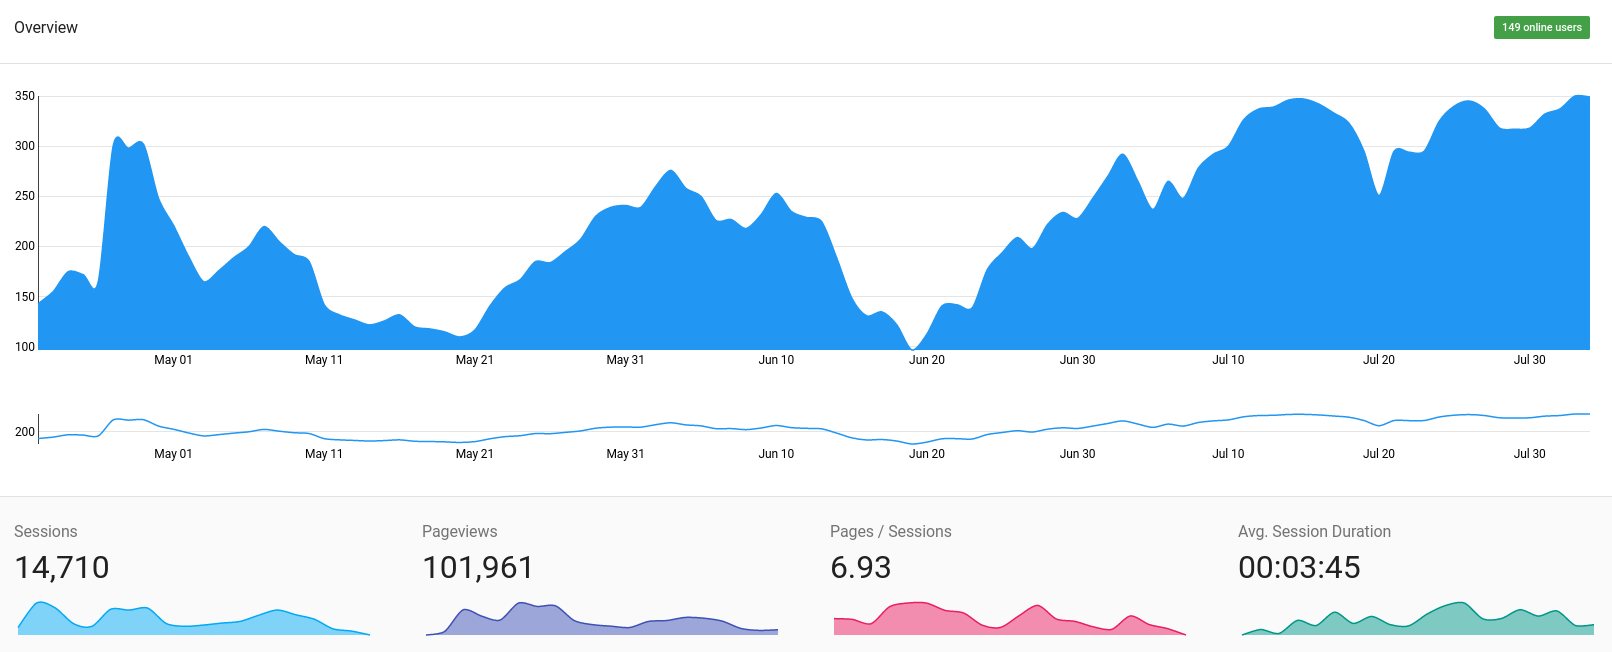 Overview
149 online users
350
300
250
200
150
100
May 01 May 11 May 21 May 31 Jun 10 Jun 20 Jun 30 Jul 10 Jul 20 Jul 30
200
May 01 May 11 May 21 May 31 Jun 10 Jun 20 Jun 30 Jul 10 Jul 20 Jul 30
Sessions
14,710
Pageviews
101,961
Pages / Sessions
6.93
Avg. Session Duration
00:03:45